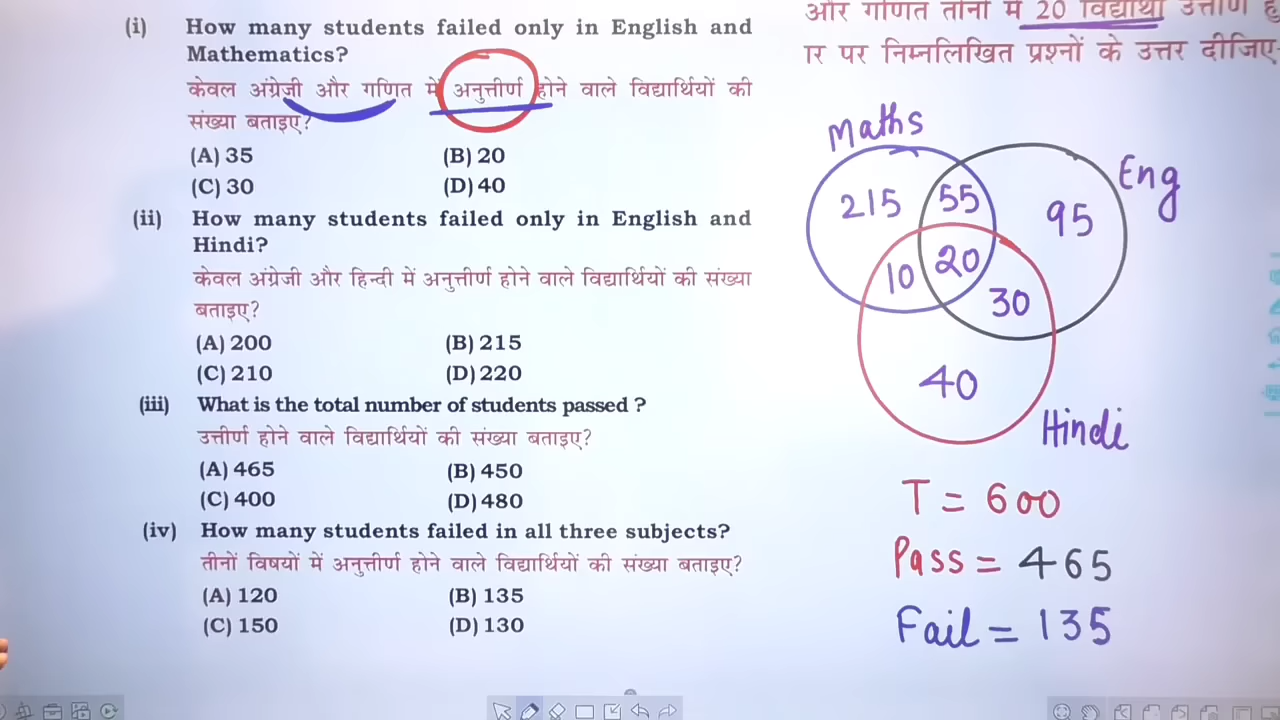 (i) How many students failed only in English and
Mathematics?
केवल अंग्रेजी और गणित में अनुत्तीर्ण होने वाले विद्यार्थियों की
संख्या बताइए?
(A) 35 (B) 20
(C) 30 (D) 40
(ii) How many students failed only in English and
Hindi?
केवल अंग्रेजी और हिन्दी में अनुत्तीर्ण होने वाले विद्यार्थियों की संख्या
बताइए?
(A) 200 (B) 215
(C) 210 (D) 220
(iii) What is the total number of students passed ?
उत्तीर्ण होने वाले विद्यार्थियों की संख्या बताइए?
(A) 465 (B) 450
(C) 400 (D) 480
(iv) How many students failed in all three subjects?
तीनों विषयों में अनुत्तीर्ण होने वाले विद्यार्थियों की संख्या बताइए?
(A) 120 (B) 135
(C) 150 (D) 130
और गणित तीनों में 20 विद्यार्थी उत्तीर्ण
पर निम्नलिखित प्रश्नों के उत्तर दीजिए-
Maths
Eng
215 55 95
10 20 30
40
Hindi
T = 600
Pass = 465
Fail = 135